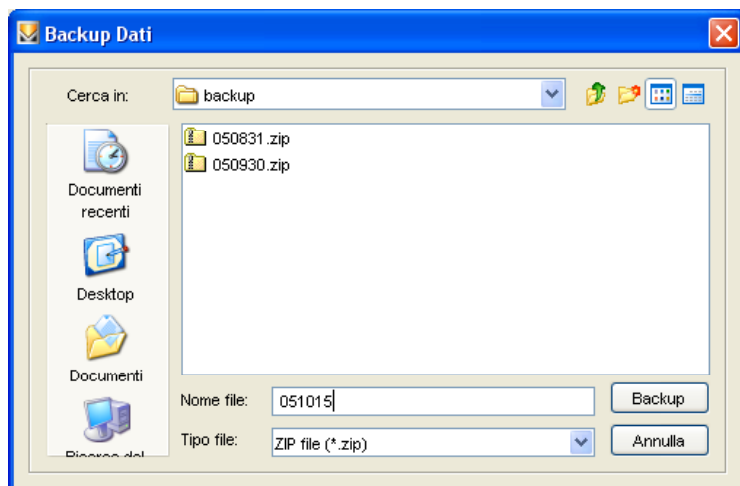 Backup Dati
Cerca in:
backup
Documenti
recenti
Desktop
Documenti
050831.zip
050930.zip
Nome file:
051015
Backup
Tipo file:
ZIP file (*.zip)
Annulla